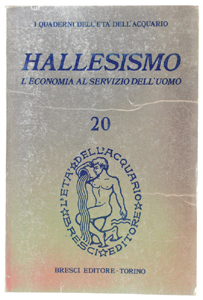 I QUADERNI DELL'ETÀ DELL'ACQUARIO
HALLESISMO
L'ECONOMIA AL SERVIZIO DELL'UOMO
20
L'ETÀ DELL'ACQUARIO
BRESCI EDITORE
BRESCI EDITORE - TORINO